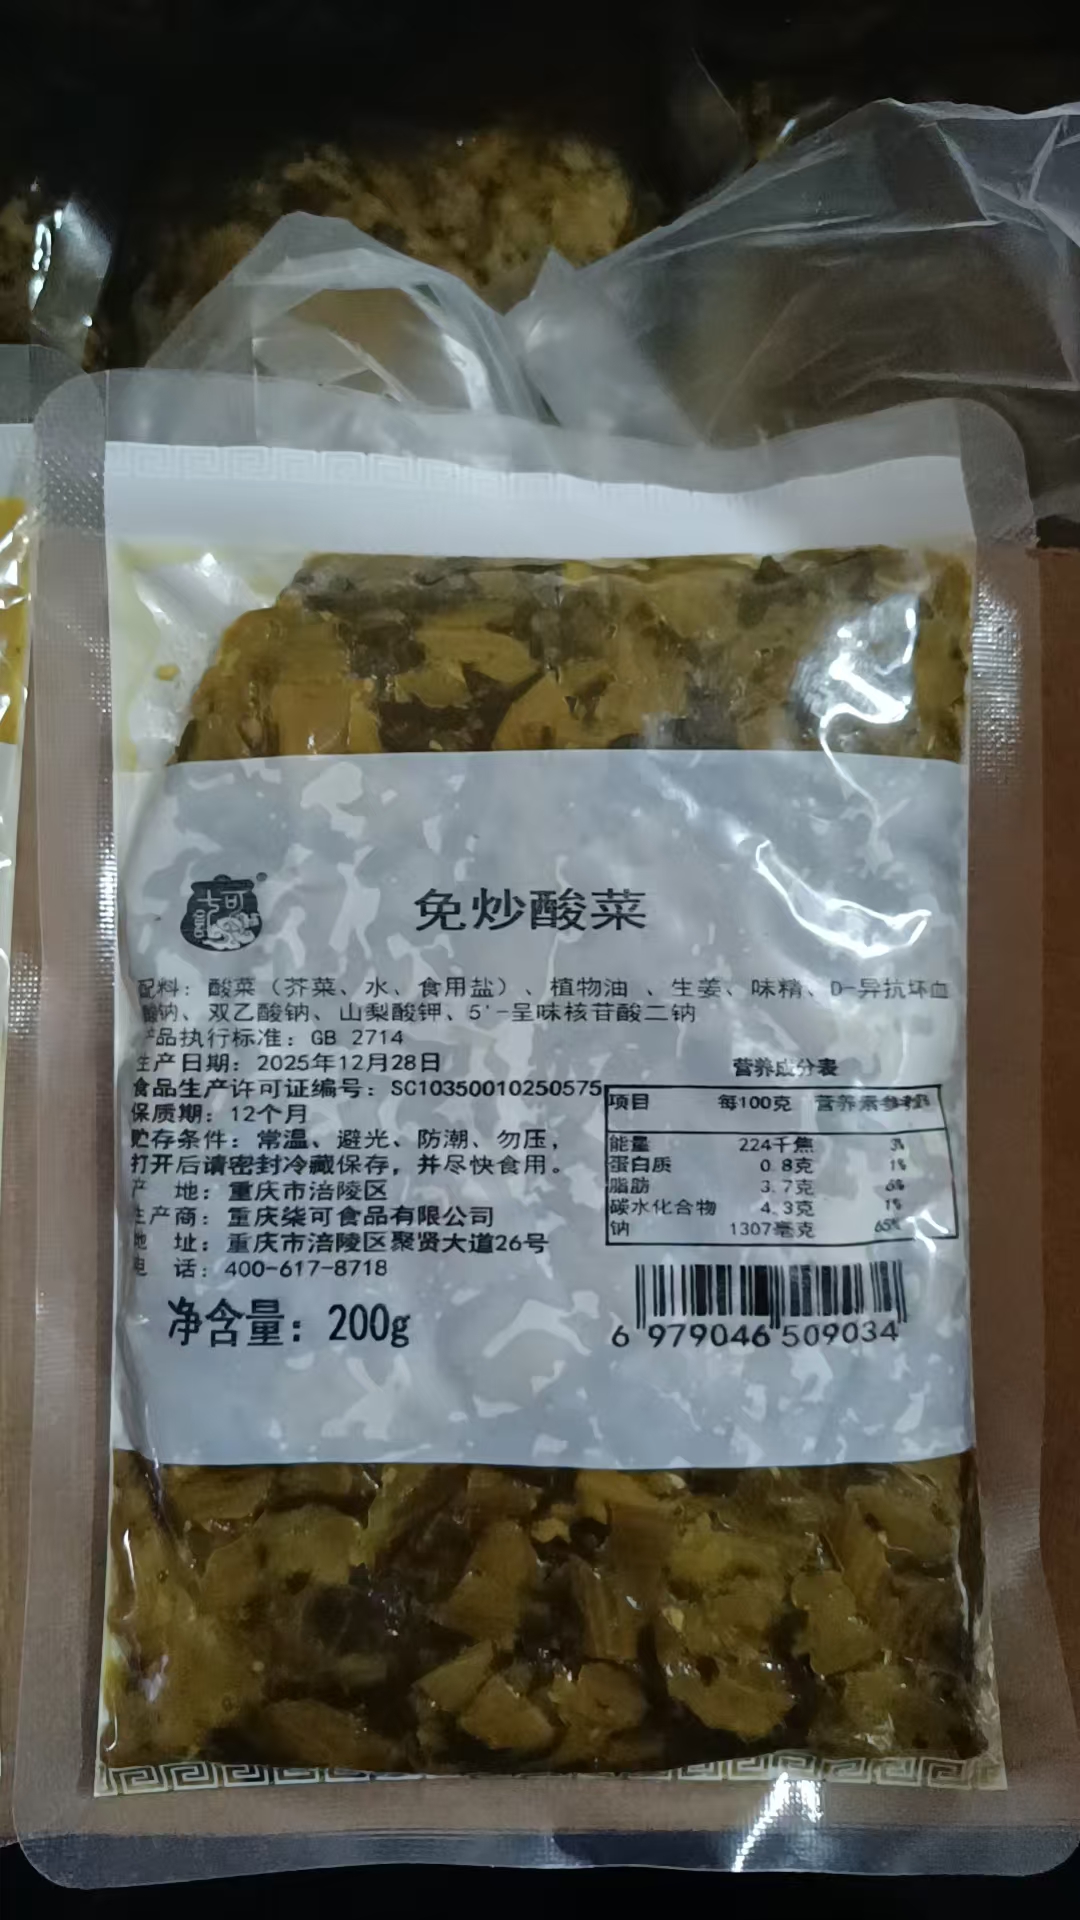 免炒酸菜
配料：酸菜（芥菜、水、食用盐）、植物油、生姜、味精、D-异抗坏血
酸钠、双乙酸钠、山梨酸钾、5'-呈味核苷酸二钠
产品执行标准：GB 2714
生产日期：2025年12月28日
食品生产许可证编号：SC10350010250575
保质期：12个月
贮存条件：常温、避光、防潮、勿压，
打开后请密封冷藏保存，并尽快食用。
产 地：重庆市涪陵区
生产商：重庆柒可食品有限公司
地 址：重庆市涪陵区聚贤大道26号
电 话：400-617-8718
净含量：200g
营养成分表
项目 每100克 营养素参考
能量 224千焦 3%
蛋白质 0.8克 1%
脂肪 3.7克 6%
碳水化合物 4.3克 1%
钠 1307毫克 65%
6 979046 509034